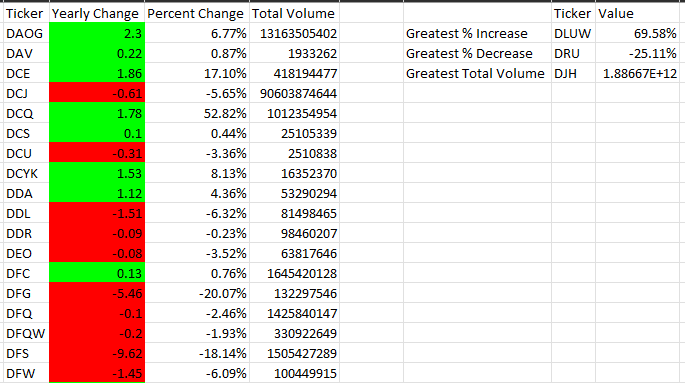 Ticker Yearly Change Percent Change Total Volume Ticker Value
DAOG 2.3 6.77% 13163505402 Greatest % Increase DLUW 69.58%
DAV 0.22 0.87% 1933262 Greatest % Decrease DRU -25.11%
DCE 1.86 17.10% 418194477 Greatest Total Volume DJH 1.88667E+12
DCJ -0.61 -5.65% 90603874644
DCQ 1.78 52.82% 1012354954
DCS 0.1 0.44% 25105339
DCU -0.31 -3.36% 2510838
DCYK 1.53 8.13% 16352370
DDA 1.12 4.36% 53290294
DDL -1.51 -6.32% 81498465
DDR -0.09 -0.23% 98460207
DEO -0.08 -3.52% 63817646
DFC 0.13 0.76% 1645420128
DFG -5.46 -20.07% 132297546
DFQ -0.1 -2.46% 1425840147
DFQW -0.2 -1.93% 330922649
DFS -9.62 -18.14% 1505427289
DFW -1.45 -6.09% 100449915